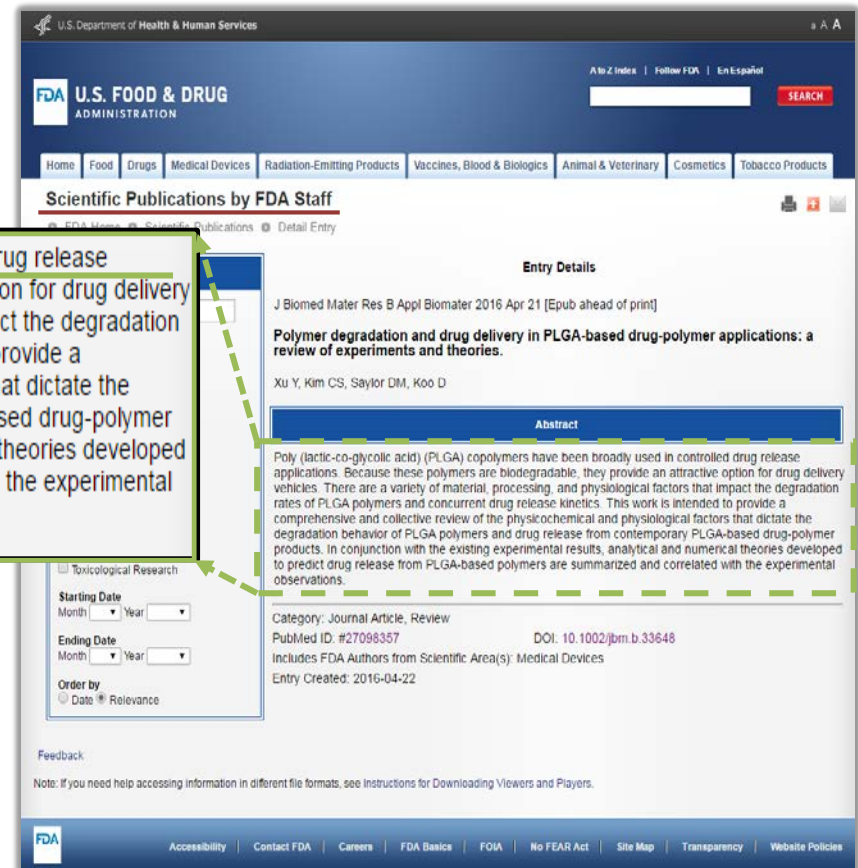 U.S. Department of Health & Human Services
a A A
A to Z Index | Follow FDA | En Español
FDA U.S. FOOD & DRUG
ADMINISTRATION
SEARCH
Home Food Drugs Medical Devices Radiation-Emitting Products Vaccines, Blood & Biologics Animal & Veterinary Cosmetics Tobacco Products
Scientific Publications by FDA Staff
FDA Home Scientific Publications Detail Entry
rug release
on for drug delivery
ct the degradation
rovide a
at dictate the
sed drug-polymer
theories developed
the experimental
Toxicological Research
Starting Date
Month Year
Ending Date
Month Year
Order by
Date Relevance
Entry Details
J Biomed Mater Res B Appl Biomater 2016 Apr 21 [Epub ahead of print]
Polymer degradation and drug delivery in PLGA-based drug-polymer applications: a
review of experiments and theories.
Xu Y, Kim CS, Saylor DM, Koo D
Abstract
Poly (lactic-co-glycolic acid) (PLGA) copolymers have been broadly used in controlled drug release
applications. Because these polymers are biodegradable, they provide an attractive option for drug delivery
vehicles. There are a variety of material, processing, and physiological factors that impact the degradation
rates of PLGA polymers and concurrent drug release kinetics. This work is intended to provide a
comprehensive and collective review of the physicochemical and physiological factors that dictate the
degradation behavior of PLGA polymers and drug release from contemporary PLGA-based drug-polymer
products. In conjunction with the existing experimental results, analytical and numerical theories developed
to predict drug release from PLGA-based polymers are summarized and correlated with the experimental
observations.
Category: Journal Article, Review
PubMed ID: #27098357 DOI: 10.1002/jbm.b.33648
Includes FDA Authors from Scientific Area(s): Medical Devices
Entry Created: 2016-04-22
Feedback
Note: If you need help accessing information in different file formats, see Instructions for Downloading Viewers and Players.
FDA
Accessibility | Contact FDA | Careers | FDA Basics | FOIA | No FEAR Act | Site Map | Transparency | Website Policies